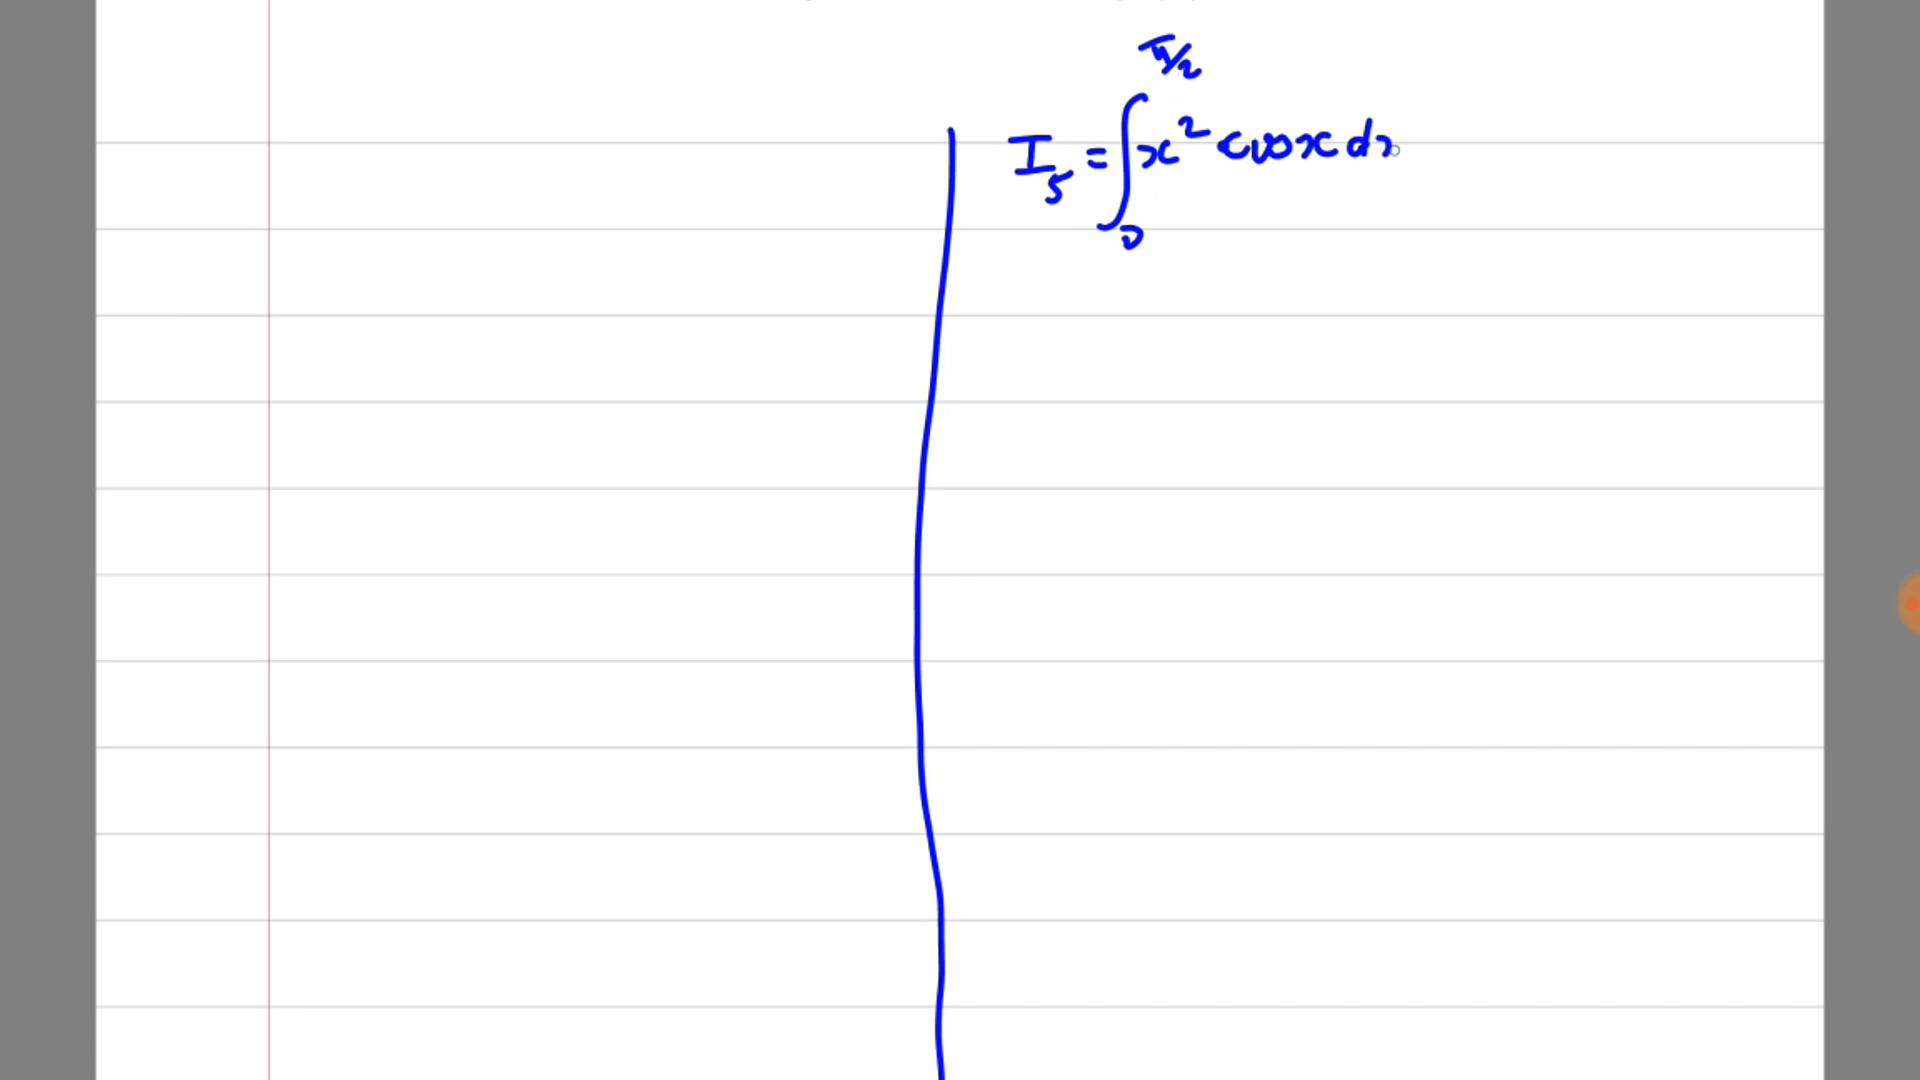 I₅ = ∫₀^{π/2} x² cos x dx